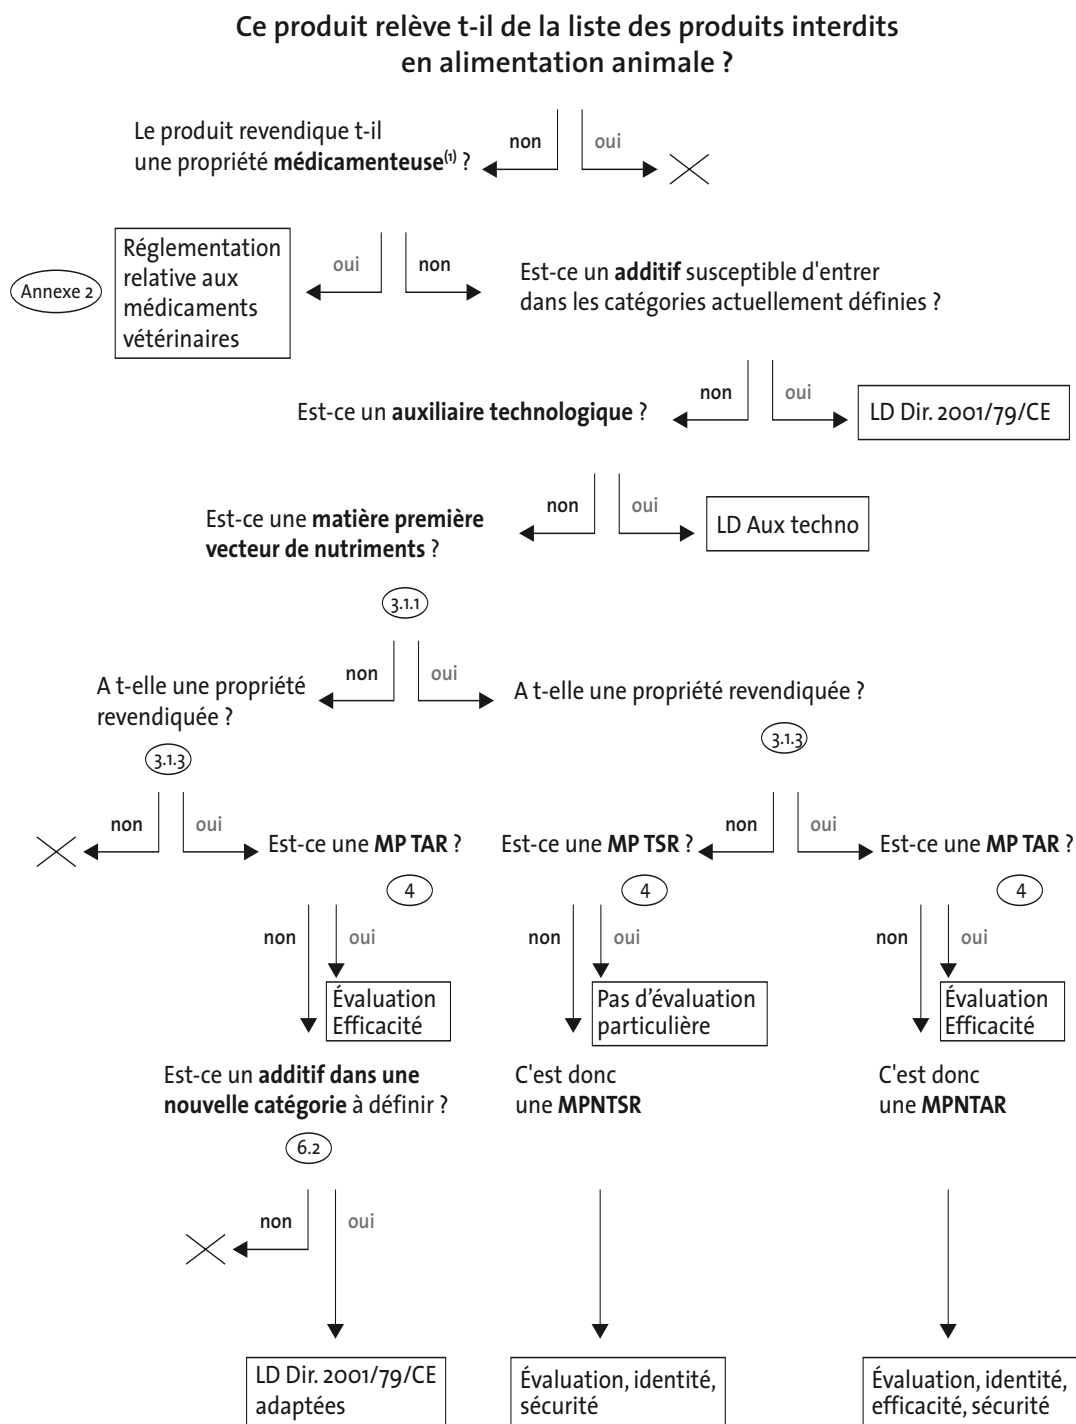 Ce produit relève t-il de la liste des produits interdits
en alimentation animale ?
Le produit revendique t-il
une propriété médicamenteuse(1) ?
non
oui
Annexe 2
Réglementation
relative aux
médicaments
vétérinaires
oui
non
Est-ce un additif susceptible d'entrer
dans les catégories actuellement définies ?
Est-ce un auxiliaire technologique ?
non
oui
LD Dir. 2001/79/CE
Est-ce une matière première
vecteur de nutriments ?
non
oui
LD Aux techno
3.1.1
A t-elle une propriété
revendiquée ?
non
oui
A t-elle une propriété revendiquée ?
3.1.3
3.1.3
non
oui
Est-ce une MP TAR ?
Est-ce une MP TSR ?
non
oui
Est-ce une MP TAR ?
4
4
4
non
oui
non
oui
non
oui
Évaluation
Efficacité
Pas d’évaluation
particulière
Évaluation
Efficacité
Est-ce un additif dans une
nouvelle catégorie à définir ?
C'est donc
une MPNTSR
C'est donc
une MPNTAR
6.2
non
oui
LD Dir. 2001/79/CE
adaptées
Évaluation, identité,
sécurité
Évaluation, identité,
efficacité, sécurité